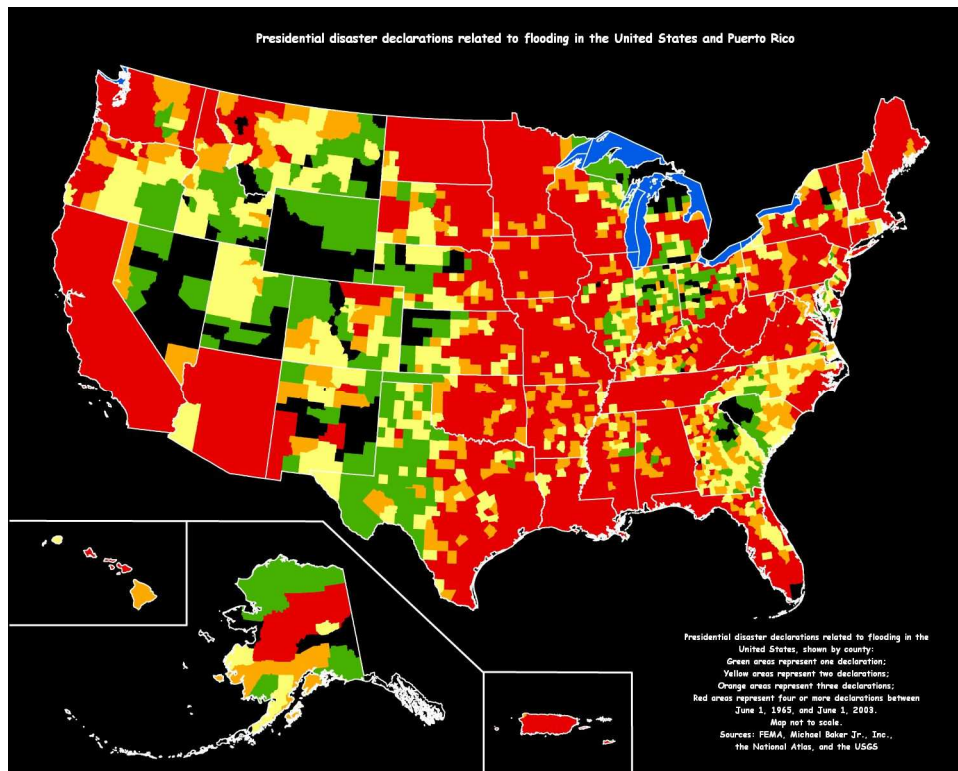 Presidential disaster declarations related to flooding in the United States and Puerto Rico
Presidential disaster declarations related to flooding in the
United States, shown by county:
Green areas represent one declaration;
Yellow areas represent two declarations;
Orange areas represent three declarations;
Red areas represent four or more declarations between
June 1, 1965, and June 1, 2003.
Map not to scale.
Sources: FEMA, Michael Baker Jr., Inc.,
the National Atlas, and the USGS